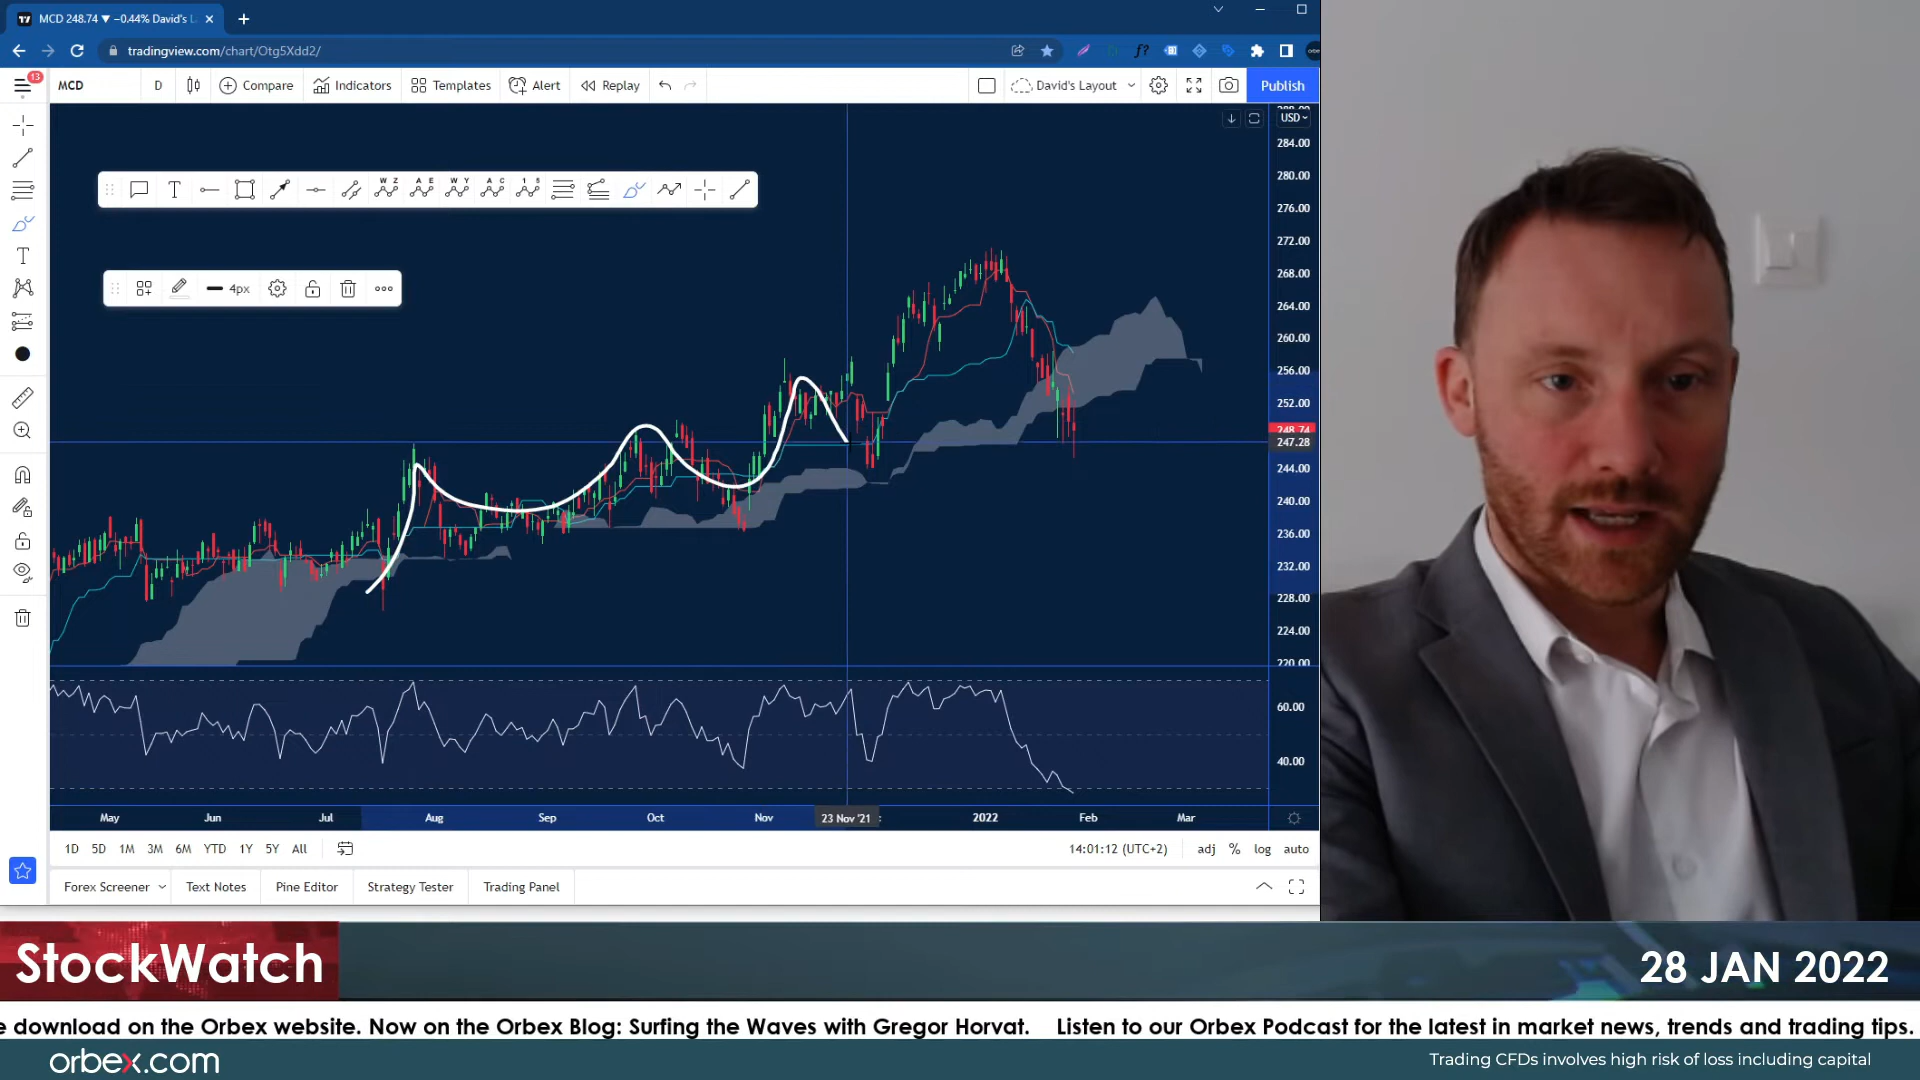 MCD 248.74 ▼ −0.44% David's L
tradingview.com/chart/Otg5Xdd2/
f?
13
MCD D Compare Indicators Templates Alert Replay David's Layout Publish
USD
284.00
280.00
276.00
272.00
268.00
264.00
260.00
256.00
252.00
248.74
247.28
244.00
240.00
236.00
232.00
228.00
224.00
220.00
60.00
40.00
W Z A E W Y A C 1 5
4px
May Jun Jul Aug Sep Oct Nov 23 Nov '21 2022 Feb Mar
1D 5D 1M 3M 6M YTD 1Y 5Y All 14:01:12 (UTC+2) adj % log auto
Forex Screener Text Notes Pine Editor Strategy Tester Trading Panel
StockWatch
28 JAN 2022
e download on the Orbex website. Now on the Orbex Blog: Surfing the Waves with Gregor Horvat. Listen to our Orbex Podcast for the latest in market news, trends and trading tips.
orbex.com
Trading CFDs involves high risk of loss including capital